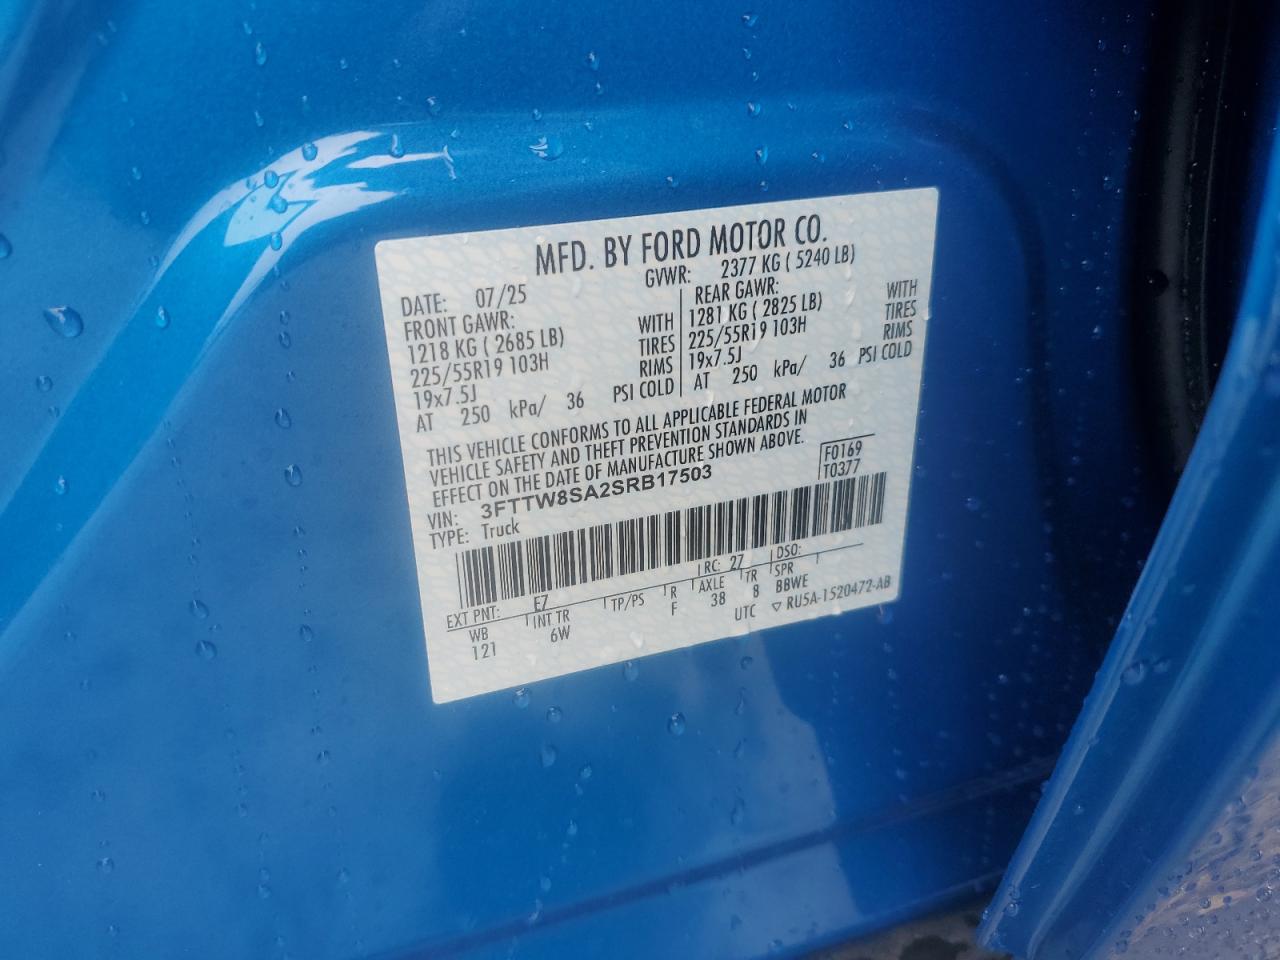 MFD. BY FORD MOTOR CO.
DATE: 07/25 GVWR: 2377 KG ( 5240 LB)
FRONT GAWR:
1218 KG ( 2685 LB) WITH
225/55R19 103H TIRES
19x7.5J RIMS
AT 250 kPa/ 36 PSI COLD
REAR GAWR:
1281 KG ( 2825 LB) WITH
225/55R19 103H TIRES
19x7.5J RIMS
AT 250 kPa/ 36 PSI COLD
THIS VEHICLE CONFORMS TO ALL APPLICABLE FEDERAL MOTOR
VEHICLE SAFETY AND THEFT PREVENTION STANDARDS IN
EFFECT ON THE DATE OF MANUFACTURE SHOWN ABOVE.
F0169
T0377
VIN: 3FTTW8SA2SRB17503
TYPE: Truck
EXT PNT: E7 RC: 27 DSO:
WB INT TR TP/PS R AXLE TR SPR
121 6W F 38 8 BBWE
UTC ▽ RU5A-1520472-AB